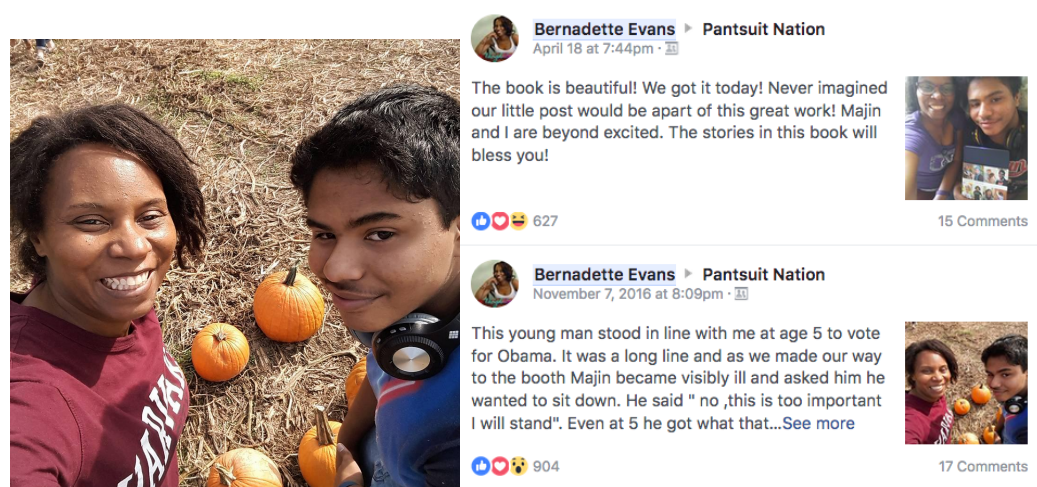 Bernadette Evans Pantsuit Nation
April 18 at 7:44pm ·
The book is beautiful! We got it today! Never imagined
our little post would be apart of this great work! Majin
and I are beyond excited. The stories in this book will
bless you!
627
15 Comments
Bernadette Evans Pantsuit Nation
November 7, 2016 at 8:09pm ·
This young man stood in line with me at age 5 to vote
for Obama. It was a long line and as we made our way
to the booth Majin became visibly ill and asked him he
wanted to sit down. He said " no ,this is too important
I will stand". Even at 5 he got what that...See more
904
17 Comments